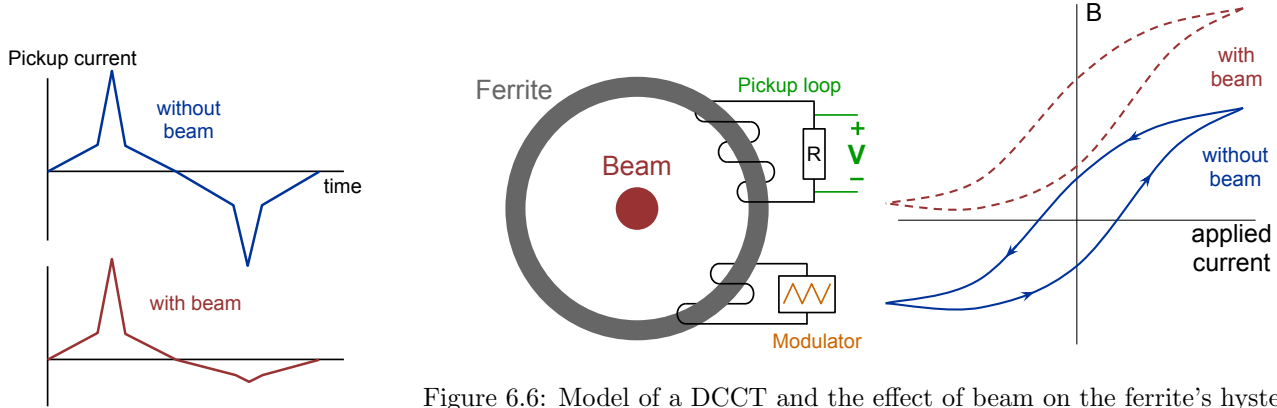 Pickup current
without
beam
time
with beam
Ferrite
Beam
Pickup loop
R
+
V
−
Modulator
B
with
beam
without
beam
applied
current
Figure 6.6: Model of a DCCT and the effect of beam on the ferrite's